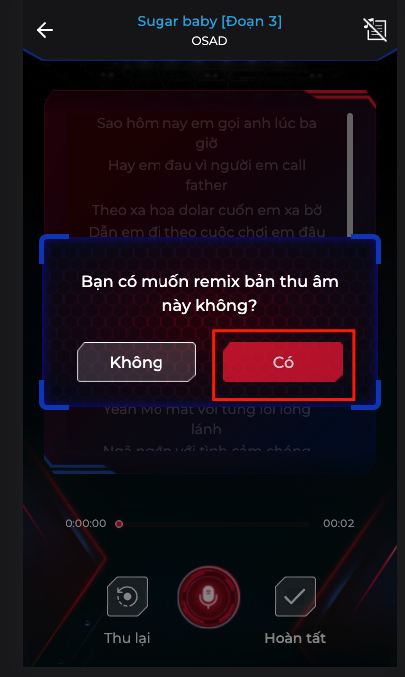 Sugar baby [Đoạn 3]
OSAD
Sao hôm nay em gọi anh lúc ba
giờ
Hay em đau vì người em call
father
Theo xa hoa dolar cuốn em xa bờ
Dẫn em đi theo cuộc chơi em đâu
Bạn có muốn remix bản thu âm
này không?
Không
Có
Yeah Mờ mắt với từng lời lóng
lánh
Ngã ngớn với tình cảm chóng
0:00:00
00:02
Thu lại
Hoàn tất